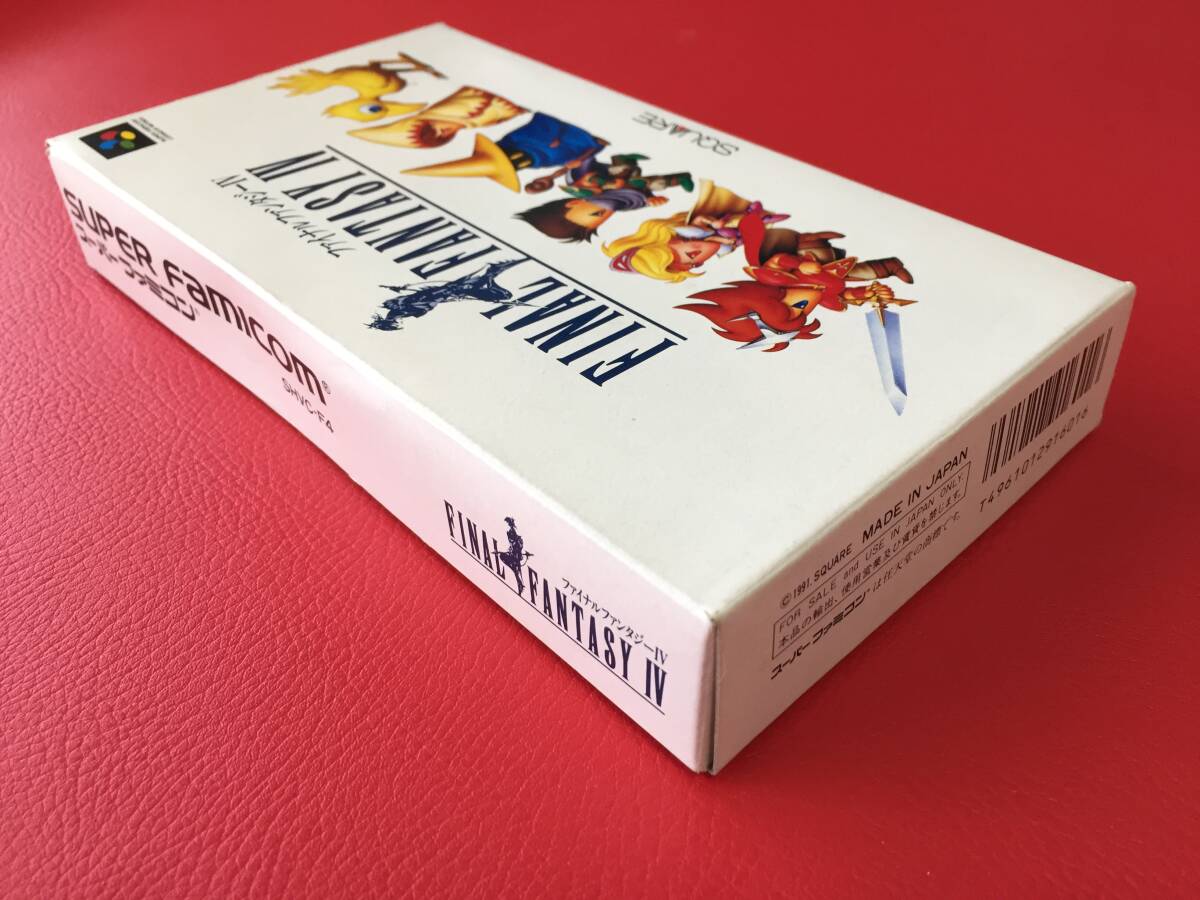 SQUARE
FINAL FANTASY IV
ファイナルファンタジーIV
SUPER FAMICOM®
スーパーファミコン®
SHVC-F4
FINAL FANTASY IV
ファイナルファンタジーIV
© 1991. SQUARE MADE IN JAPAN
FOR SALE and USE IN JAPAN ONLY.
本品の輸出、使用営業及び賃貸を禁じます。
スーパーファミコン®は任天堂の商標です。
T4961012916016